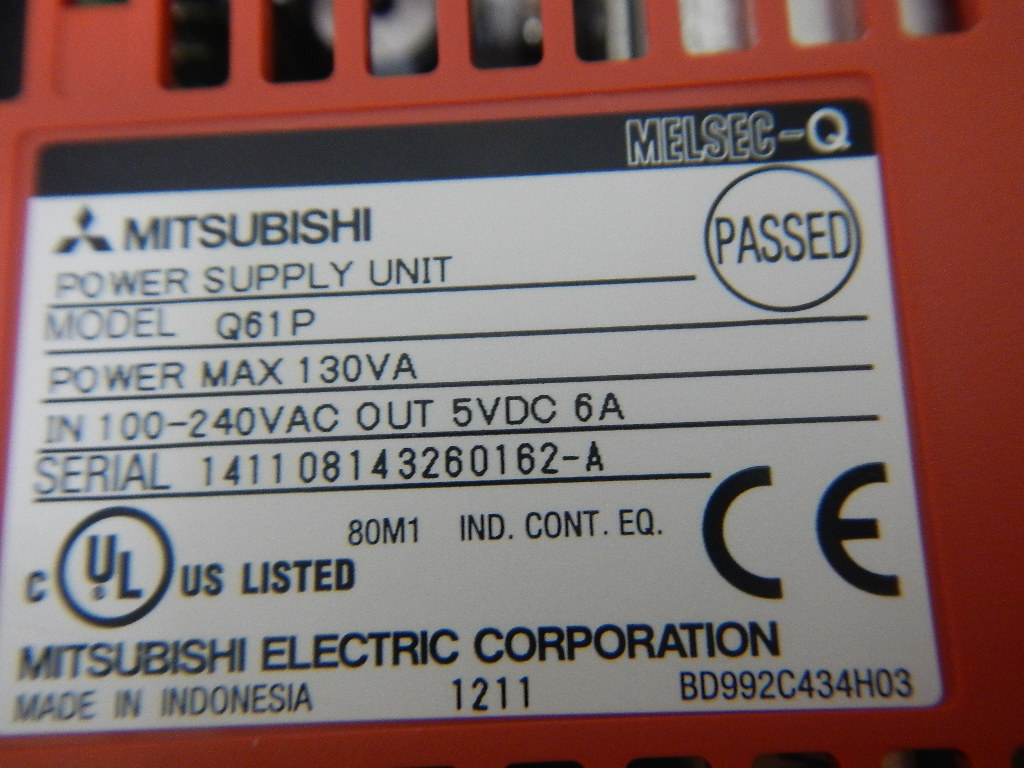 MELSEC-Q
MITSUBISHI
PASSED
POWER SUPPLY UNIT
MODEL Q61P
POWER MAX 130VA
IN 100-240VAC OUT 5VDC 6A
SERIAL 141108143260162-A
80M1 IND. CONT. EQ.
C UL US LISTED
CE
MITSUBISHI ELECTRIC CORPORATION
MADE IN INDONESIA 1211 BD992C434H03